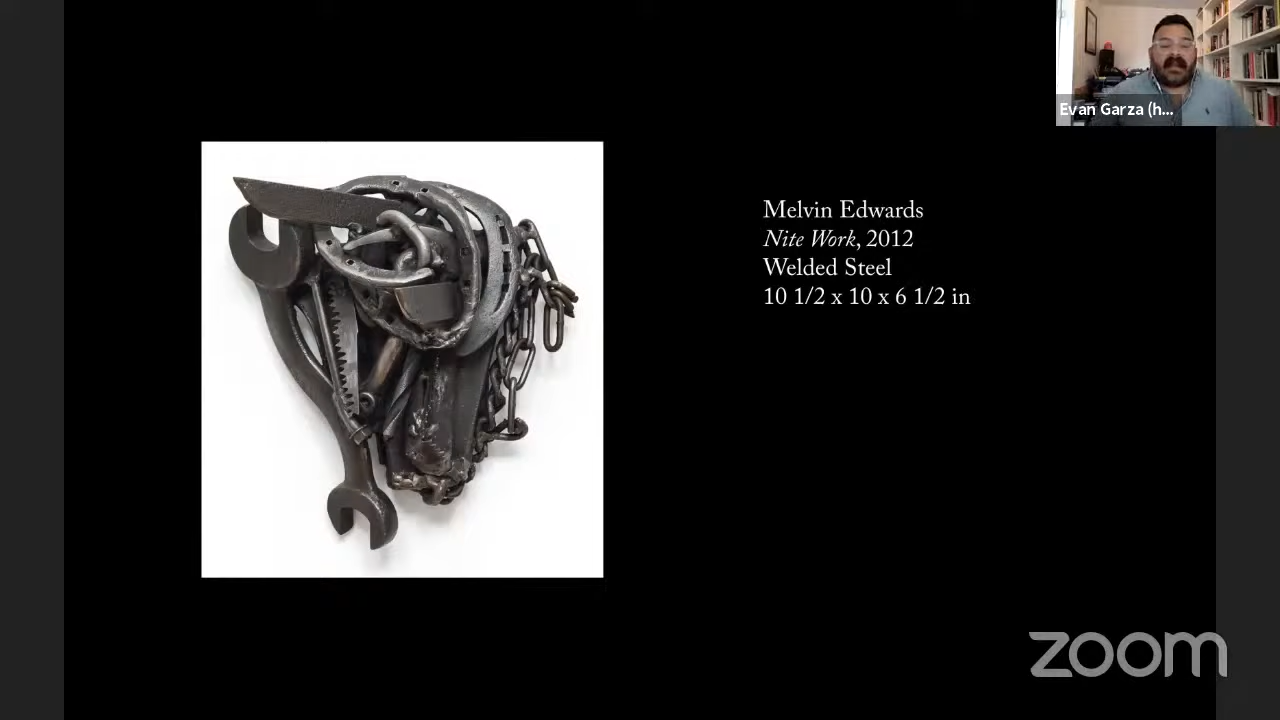 Evan Garza (h...
Melvin Edwards
Nite Work, 2012
Welded Steel
10 1/2 x 10 x 6 1/2 in
zoom